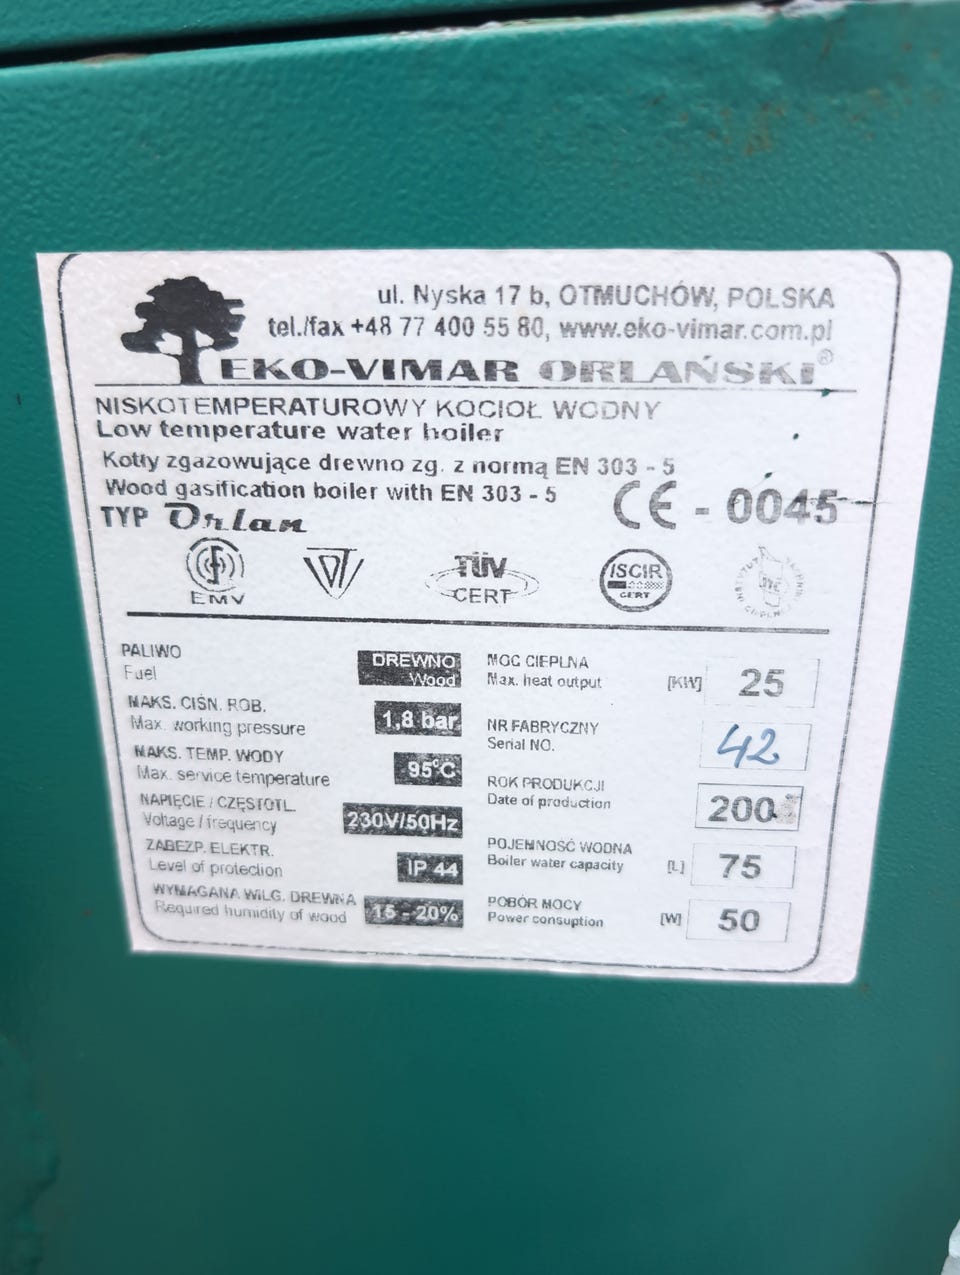 ul. Nyska 17 b, OTMUCHÓW, POLSKA
tel./fax +48 77 400 55 80, www.eko-vimar.com.pl
EKO-VIMAR ORLAŃSKI®
NISKOTEMPERATUROWY KOCIOŁ WODNY
Low temperature water boiler
Kotły zgazowujące drewno zg. z normą EN 303 - 5
Wood gasification boiler with EN 303 - 5
CE - 0045
TYP Orlan
EMV
TÜV
CERT
ISCIR
CERT
PALIWO
Fuel
DREWNO
Wood
MAKS. CIŚN. ROB.
Max. working pressure
1,8 bar
MAKS. TEMP. WODY
Max. service temperature
95°C
NAPIĘCIE / CZĘSTOTL.
Voltage / frequency
230V/50Hz
ZABEZP. ELEKTR.
Level of protection
IP 44
WYMAGANA WILG. DREWNA
Required humidity of wood
15 - 20%
MOC CIEPLNA
Max. heat output
[KW] 25
NR FABRYCZNY
Serial NO.
42
ROK PRODUKCJI
Date of production
POJEMNOŚĆ WODNA
Boiler water capacity
[L] 75
POBÓR MOCY
Power consuption
[W] 50